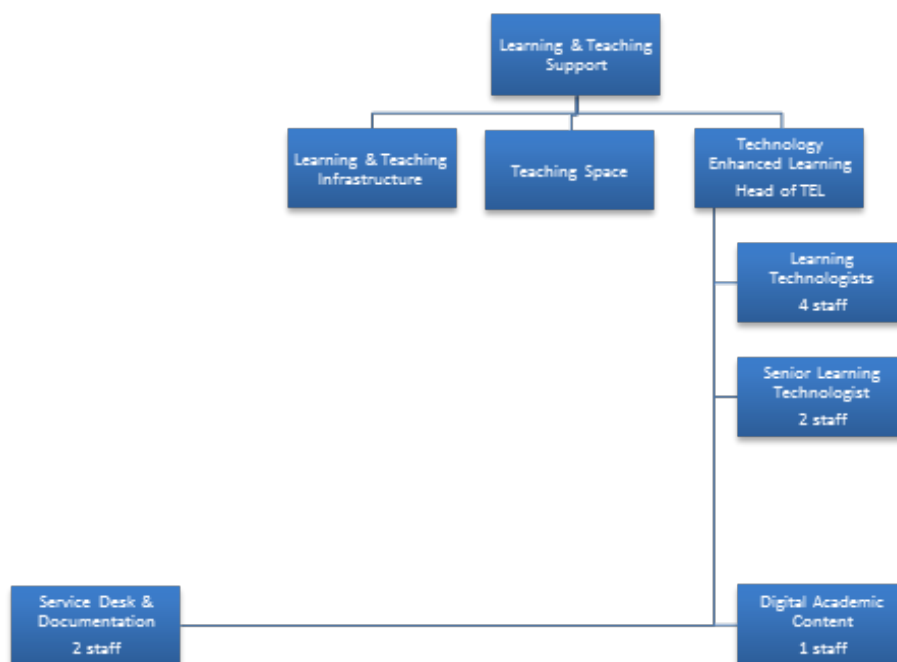 Learning & Teaching
Support
Learning & Teaching
Infrastructure
Teaching Space
Technology
Enhanced Learning
Head of TEL
Learning
Technologists
4 staff
Senior Learning
Technologist
2 staff
Service Desk &
Documentation
2 staff
Digital Academic
Content
1 staff